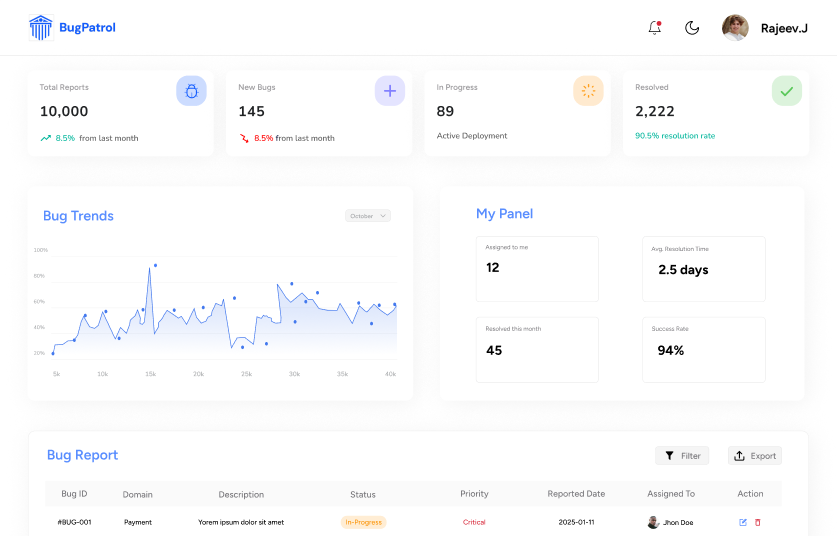 BugPatrol
Rajeev.J
Total Reports
10,000
8.5% from last month
New Bugs
145
8.5% from last month
In Progress
89
Active Deployment
Resolved
2,222
90.5% resolution rate
Bug Trends
October
100%
80%
60%
40%
20%
5k 10k 15k 20k 25k 30k 35k 40k
My Panel
Assigned to me
12
Avg. Resolution Time
2.5 days
Resolved this month
45
Success Rate
94%
Bug Report
Filter
Export
Bug ID Domain Description Status Priority Reported Date Assigned To Action
#BUG-001 Payment Yorem ipsum dolor sit amet In-Progress Critical 2025-01-11 Jhon Doe